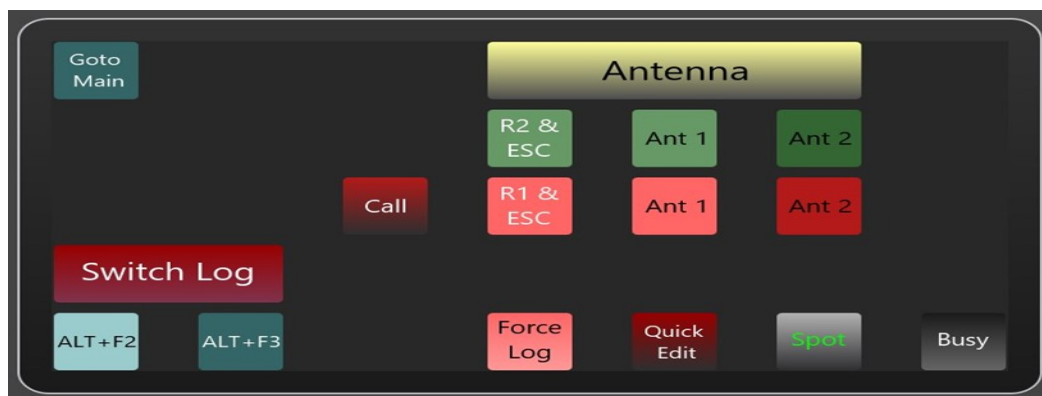 Goto
Main
Antenna
R2 &
ESC
Ant 1
Ant 2
Call
R1 &
ESC
Ant 1
Ant 2
Switch Log
ALT+F2
ALT+F3
Force
Log
Quick
Edit
Spot
Busy